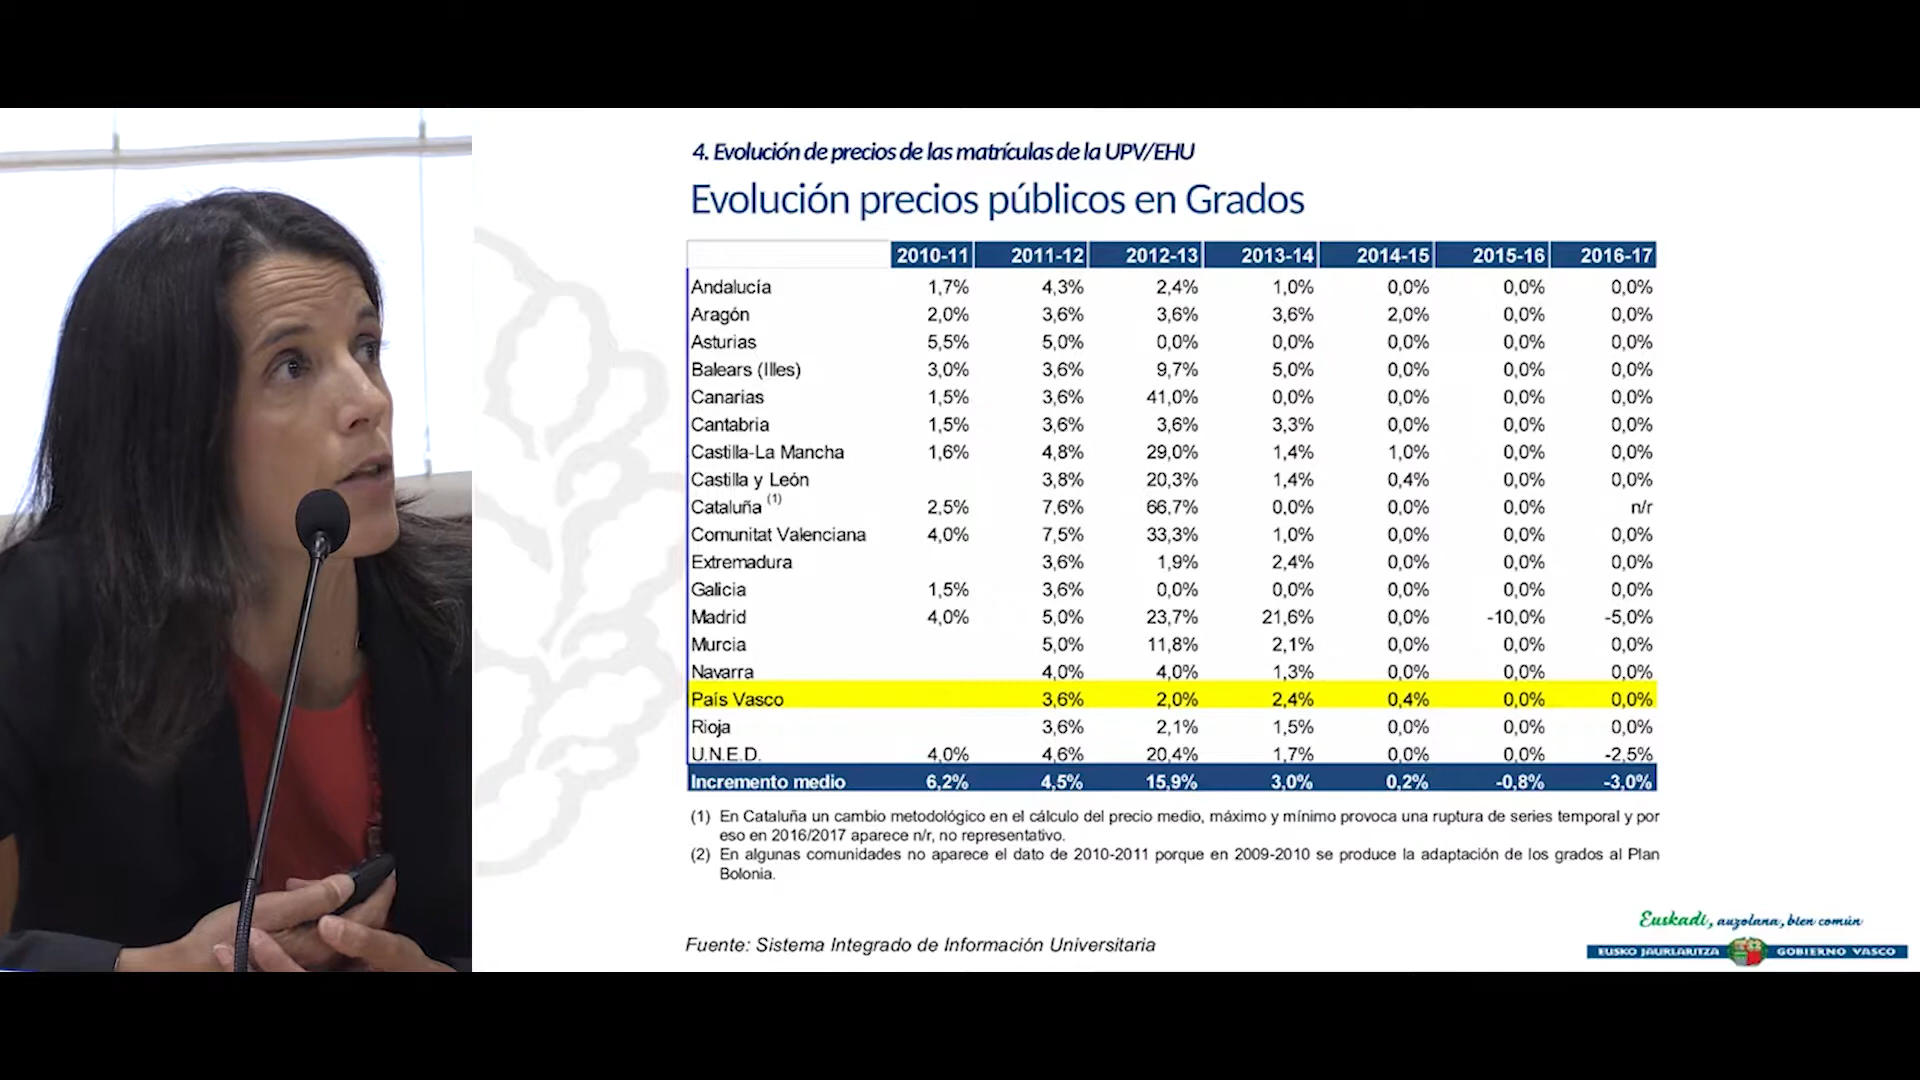 4. Evolución de precios de las matrículas de la UPV/EHU
Evolución precios públicos en Grados
2010-11 2011-12 2012-13 2013-14 2014-15 2015-16 2016-17
Andalucía 1,7% 4,3% 2,4% 1,0% 0,0% 0,0% 0,0%
Aragón 2,0% 3,6% 3,6% 3,6% 2,0% 0,0% 0,0%
Asturias 5,5% 5,0% 0,0% 0,0% 0,0% 0,0% 0,0%
Balears (Illes) 3,0% 3,6% 9,7% 5,0% 0,0% 0,0% 0,0%
Canarias 1,5% 3,6% 41,0% 0,0% 0,0% 0,0% 0,0%
Cantabria 1,5% 3,6% 3,6% 3,3% 0,0% 0,0% 0,0%
Castilla-La Mancha 1,6% 4,8% 29,0% 1,4% 1,0% 0,0% 0,0%
Castilla y León 3,8% 20,3% 1,4% 0,4% 0,0% 0,0%
Cataluña (1) 2,5% 7,6% 66,7% 0,0% 0,0% 0,0% n/r
Comunitat Valenciana 4,0% 7,5% 33,3% 1,0% 0,0% 0,0% 0,0%
Extremadura 3,6% 1,9% 2,4% 0,0% 0,0% 0,0%
Galicia 1,5% 3,6% 0,0% 0,0% 0,0% 0,0% 0,0%
Madrid 4,0% 5,0% 23,7% 21,6% 0,0% -10,0% -5,0%
Murcia 5,0% 11,8% 2,1% 0,0% 0,0% 0,0%
Navarra 4,0% 4,0% 1,3% 0,0% 0,0% 0,0%
País Vasco 3,6% 2,0% 2,4% 0,4% 0,0% 0,0%
Rioja 3,6% 2,1% 1,5% 0,0% 0,0% 0,0%
U.N.E.D. 4,0% 4,6% 20,4% 1,7% 0,0% 0,0% -2,5%
Incremento medio 6,2% 4,5% 15,9% 3,0% 0,2% -0,8% -3,0%
(1) En Cataluña un cambio metodológico en el cálculo del precio medio, máximo y mínimo provoca una ruptura de series temporal y por
eso en 2016/2017 aparece n/r, no representativo.
(2) En algunas comunidades no aparece el dato de 2010-2011 porque en 2009-2010 se produce la adaptación de los grados al Plan
Bolonia.
Euskadi, auzolana, bien común
Fuente: Sistema Integrado de Información Universitaria
EUSKO JAURLARITZA GOBIERNO VASCO